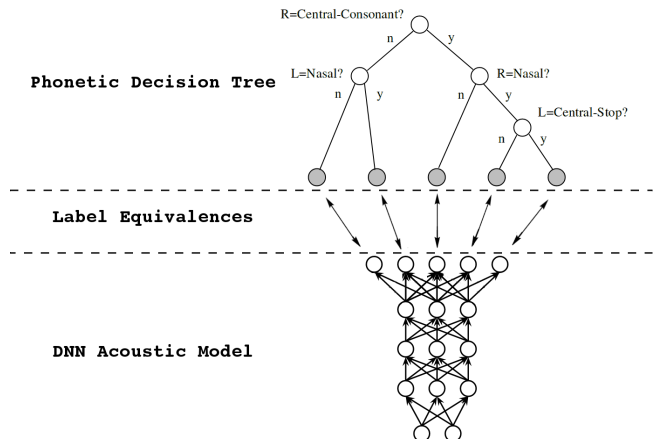 R=Central-Consonant?
n
y
L=Nasal?
R=Nasal?
Phonetic Decision Tree
n
y
n
y
L=Central-Stop?
n
y
Label Equivalences
DNN Acoustic Model